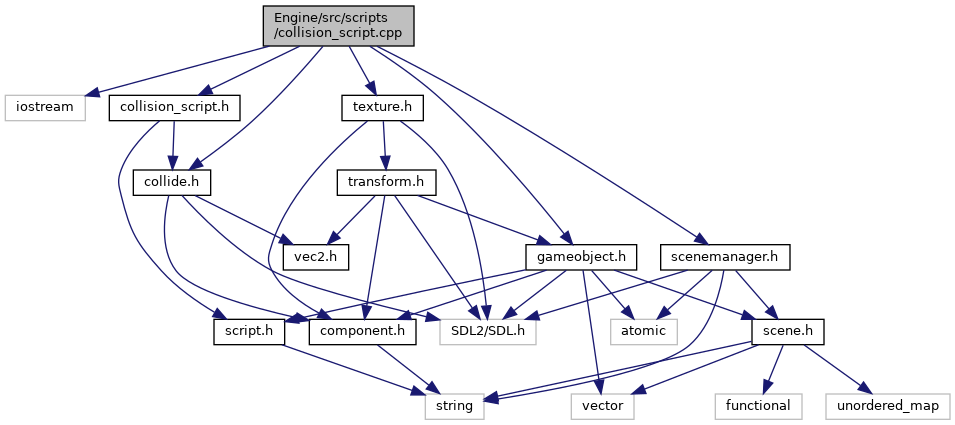 Engine/src/scripts
/collision_script.cpp
iostream
collision_script.h
texture.h
collide.h
transform.h
vec2.h
gameobject.h
scenemanager.h
script.h
component.h
SDL2/SDL.h
atomic
scene.h
string
vector
functional
unordered_map